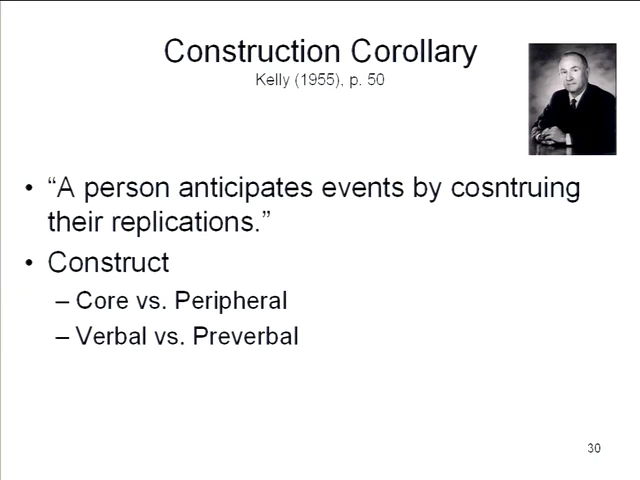 Construction Corollary
Kelly (1955), p. 50
• “A person anticipates events by cosntruing
their replications.”
• Construct
– Core vs. Peripheral
– Verbal vs. Preverbal
30